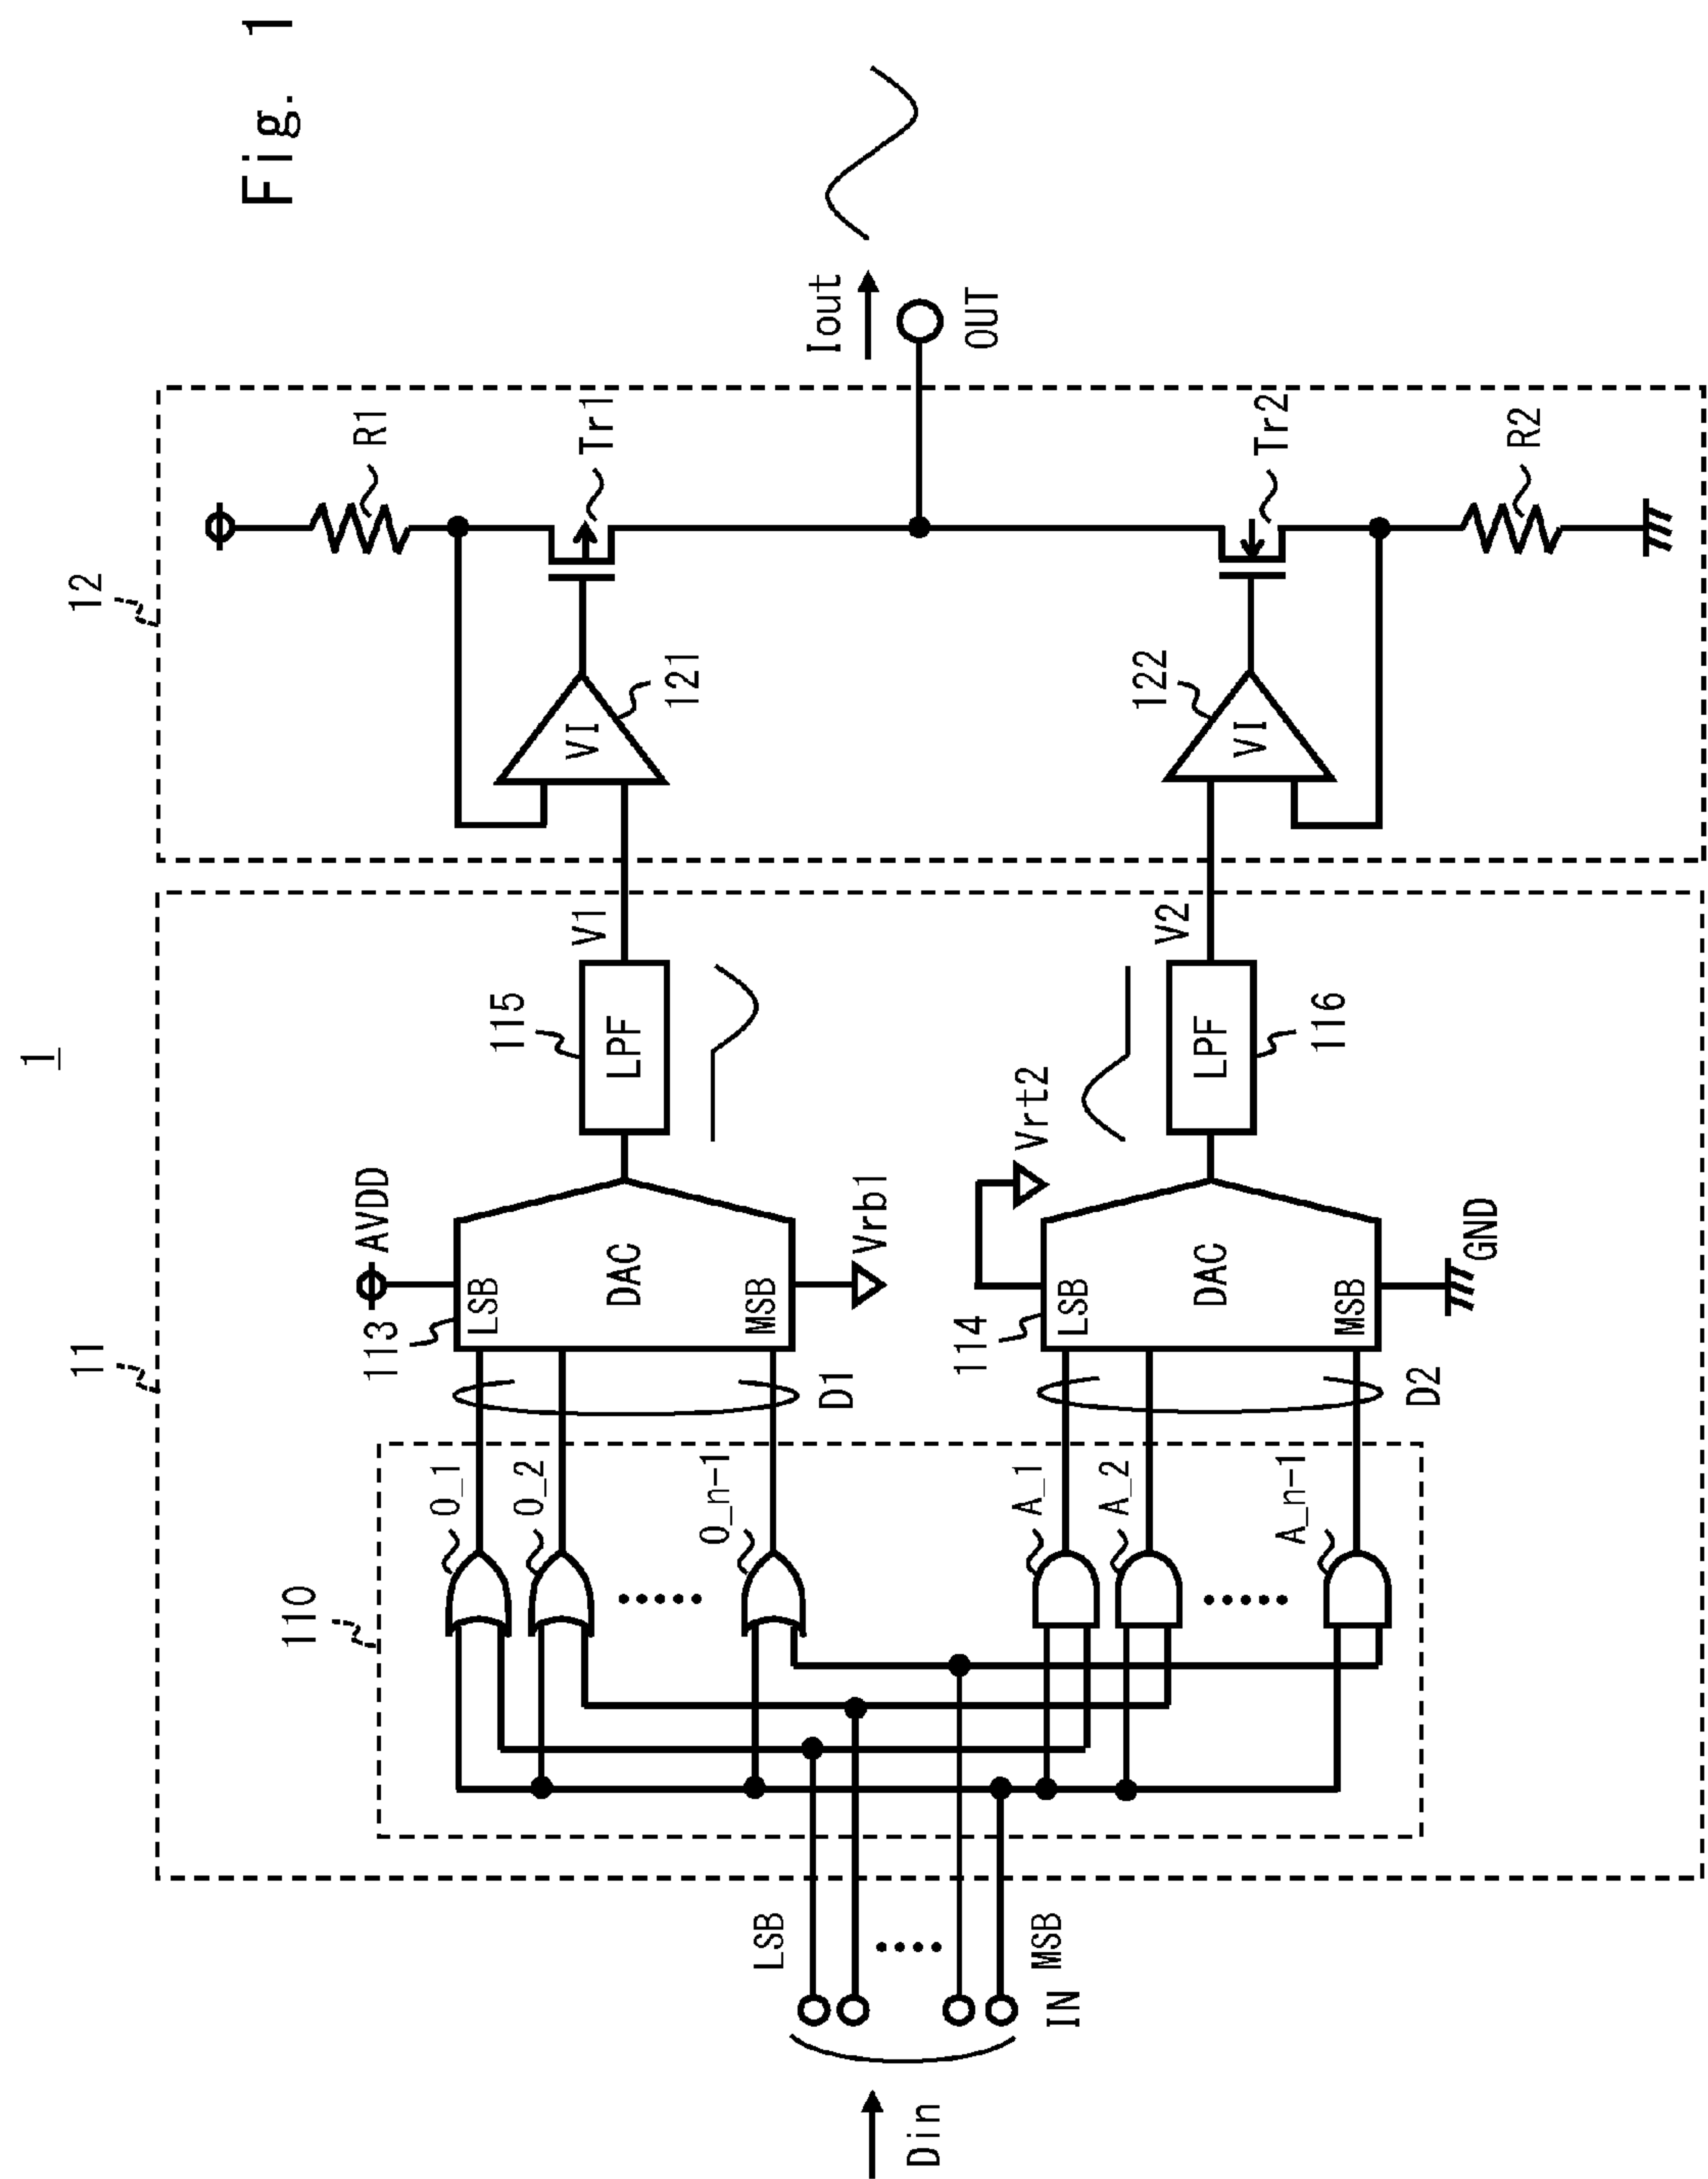 Fig. 1
1
11
12
AVDD
R1
110
O_1
O_2
O_n-1
113
LSB
DAC
MSB
D1
Vrb1
115
LPF
V1
VI
121
Tr1
Iout
OUT
Din
LSB
MSB
IN
A_1
A_2
A_n-1
114
LSB
DAC
MSB
D2
GND
Vrt2
LPF
116
V2
VI
122
Tr2
R2